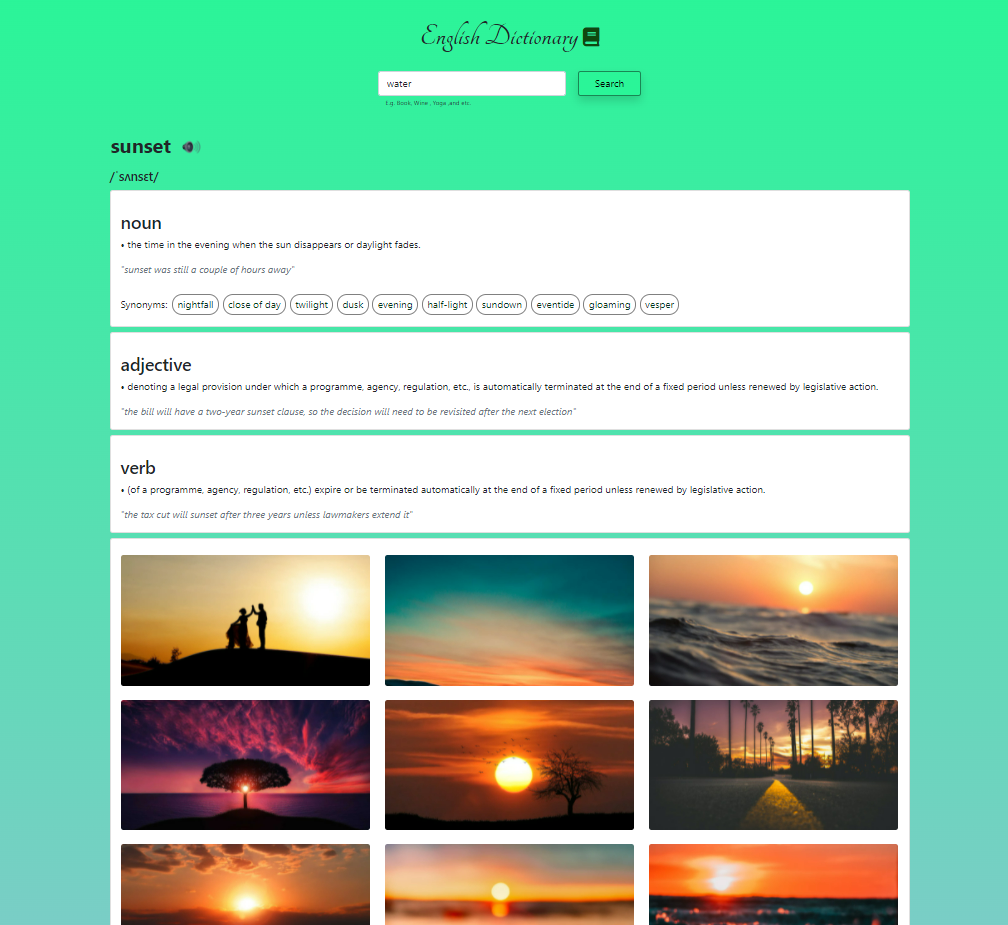 English Dictionary
water
Search
E.g. Book, Wine , Yoga ,and etc.
sunset
/ˈsʌnsɛt/
noun
• the time in the evening when the sun disappears or daylight fades.
"sunset was still a couple of hours away"
Synonyms: nightfall close of day twilight dusk evening half-light sundown eventide gloaming vesper
adjective
• denoting a legal provision under which a programme, agency, regulation, etc., is automatically terminated at the end of a fixed period unless renewed by legislative action.
"the bill will have a two-year sunset clause, so the decision will need to be revisited after the next election"
verb
• (of a programme, agency, regulation, etc.) expire or be terminated automatically at the end of a fixed period unless renewed by legislative action.
"the tax cut will sunset after three years unless lawmakers extend it"